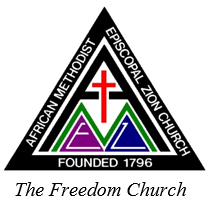 AFRICAN METHODIST
EPISCOPAL ZION CHURCH
FOUNDED 1796
The Freedom Church